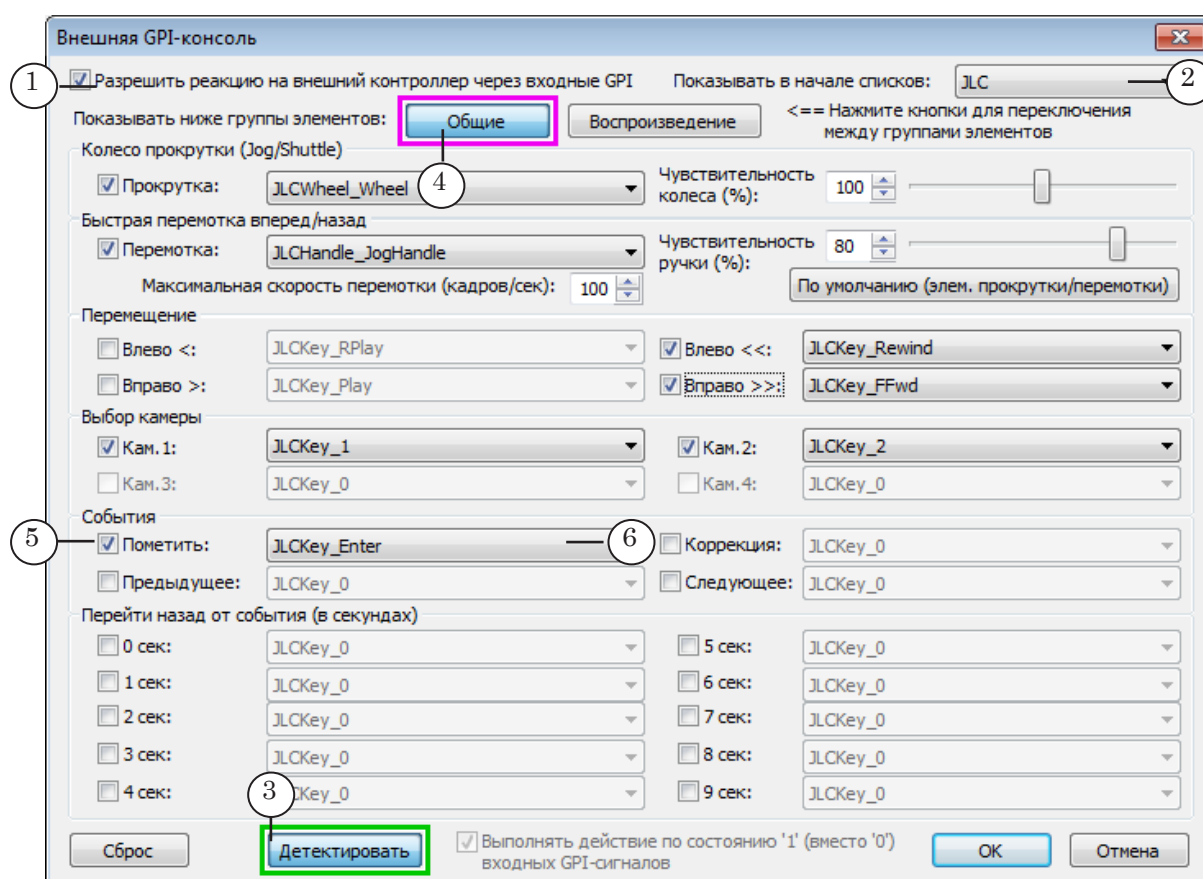 Внешняя GPI-консоль
1
Разрешить реакцию на внешний контроллер через входные GPI
Показывать в начале списков:
JLC
2
Показывать ниже группы элементов:
Общие
Воспроизведение
<== Нажмите кнопки для переключения
между группами элементов
4
Колесо прокрутки (Jog/Shuttle)
Прокрутка:
JLCWheel_Wheel
Чувствительность
колеса (%):
100
Быстрая перемотка вперед/назад
Перемотка:
JLCHandle_JogHandle
Чувствительность
ручки (%):
80
Максимальная скорость перемотки (кадров/сек):
100
По умолчанию (элем. прокрутки/перемотки)
Перемещение
Влево <:
JLCKey_RPlay
Влево <<:
JLCKey_Rewind
Вправо >:
JLCKey_Play
Вправо >>:
JLCKey_FFwd
Выбор камеры
Кам.1:
JLCKey_1
Кам.2:
JLCKey_2
Кам.3:
JLCKey_0
Кам.4:
JLCKey_0
События
5
Пометить:
JLCKey_Enter
6
Коррекция:
JLCKey_0
Предыдущее:
JLCKey_0
Следующее:
JLCKey_0
Перейти назад от события (в секундах)
0 сек:
JLCKey_0
5 сек:
JLCKey_0
1 сек:
JLCKey_0
6 сек:
JLCKey_0
2 сек:
JLCKey_0
7 сек:
JLCKey_0
3 сек:
JLCKey_0
8 сек:
JLCKey_0
4 сек:
CKey_0
9 сек:
JLCKey_0
3
Сброс
Детектировать
Выполнять действие по состоянию '1' (вместо '0')
входных GPI-сигналов
OK
Отмена